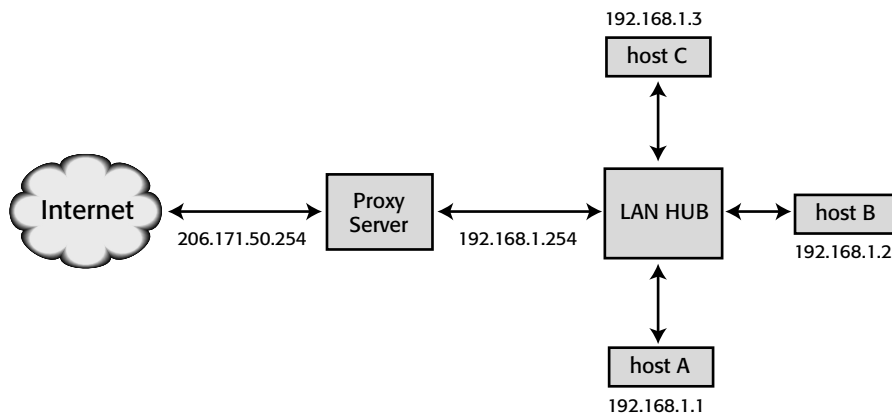 192.168.1.3
host C
Internet
206.171.50.254
Proxy
Server
192.168.1.254
LAN HUB
host B
192.168.1.2
host A
192.168.1.1